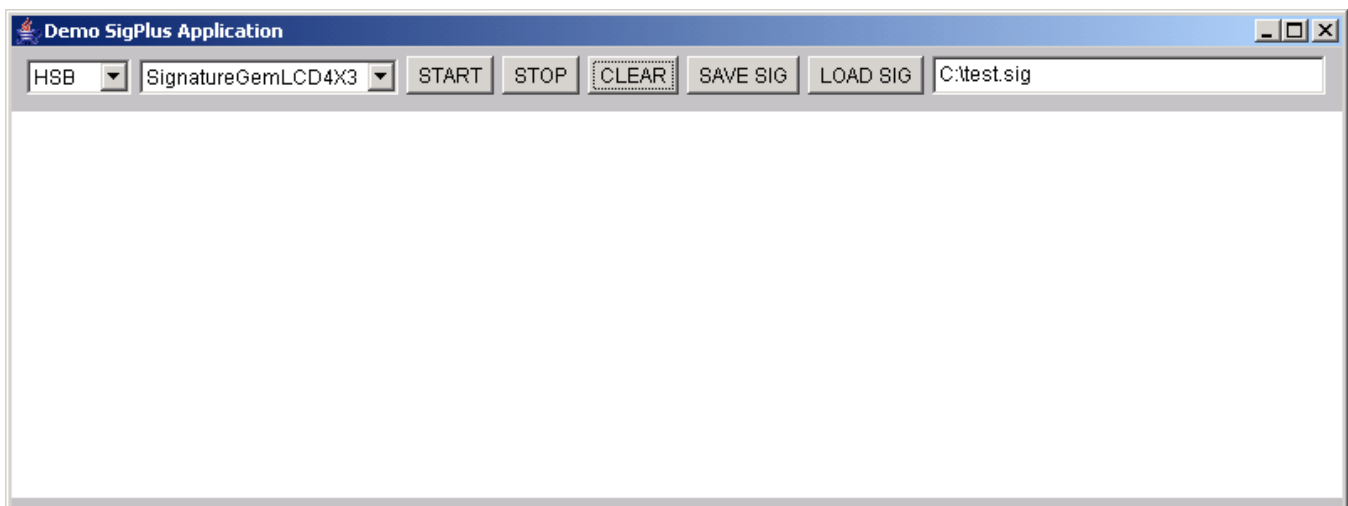 Demo SigPlus Application
HSB SignatureGemLCD4X3 START STOP CLEAR SAVE SIG LOAD SIG C:\test.sig